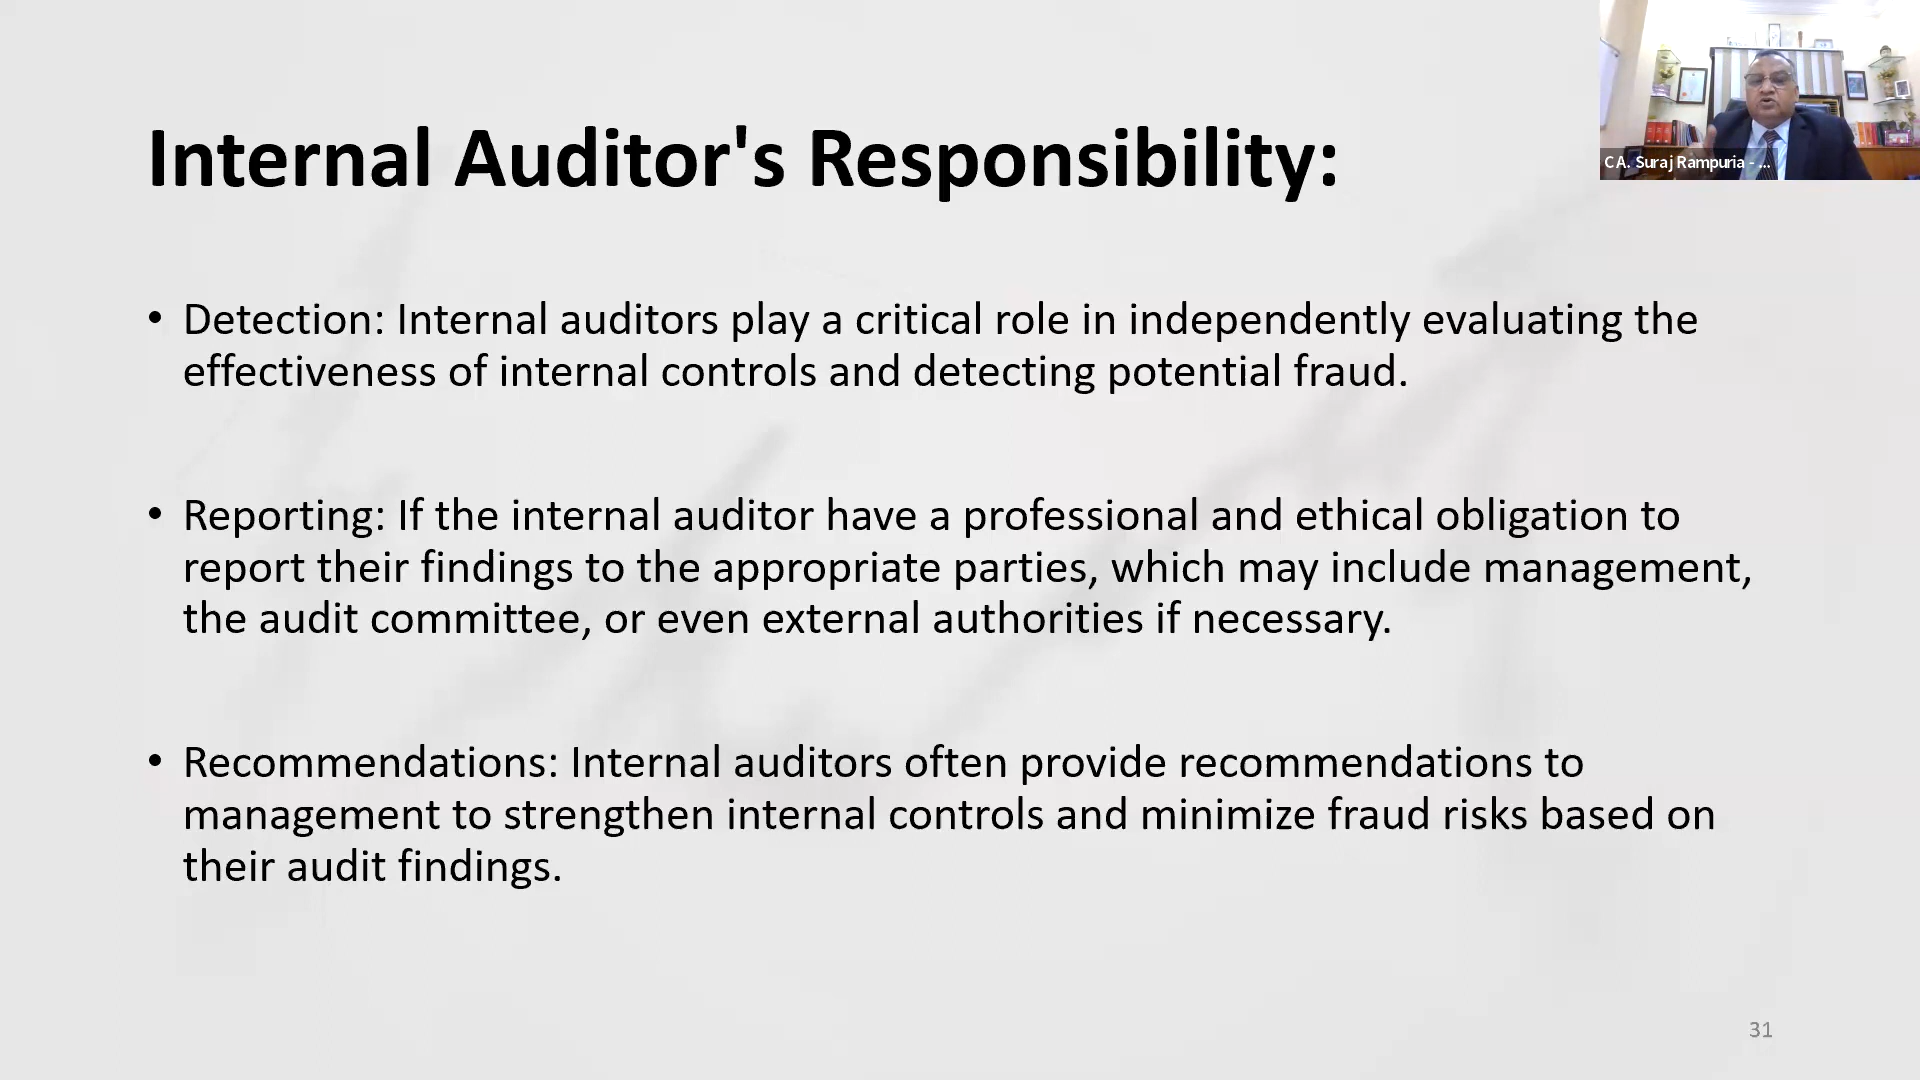 CA. Suraj Rampuria - ...
Internal Auditor's Responsibility:
• Detection: Internal auditors play a critical role in independently evaluating the
effectiveness of internal controls and detecting potential fraud.
• Reporting: If the internal auditor have a professional and ethical obligation to
report their findings to the appropriate parties, which may include management,
the audit committee, or even external authorities if necessary.
• Recommendations: Internal auditors often provide recommendations to
management to strengthen internal controls and minimize fraud risks based on
their audit findings.
31